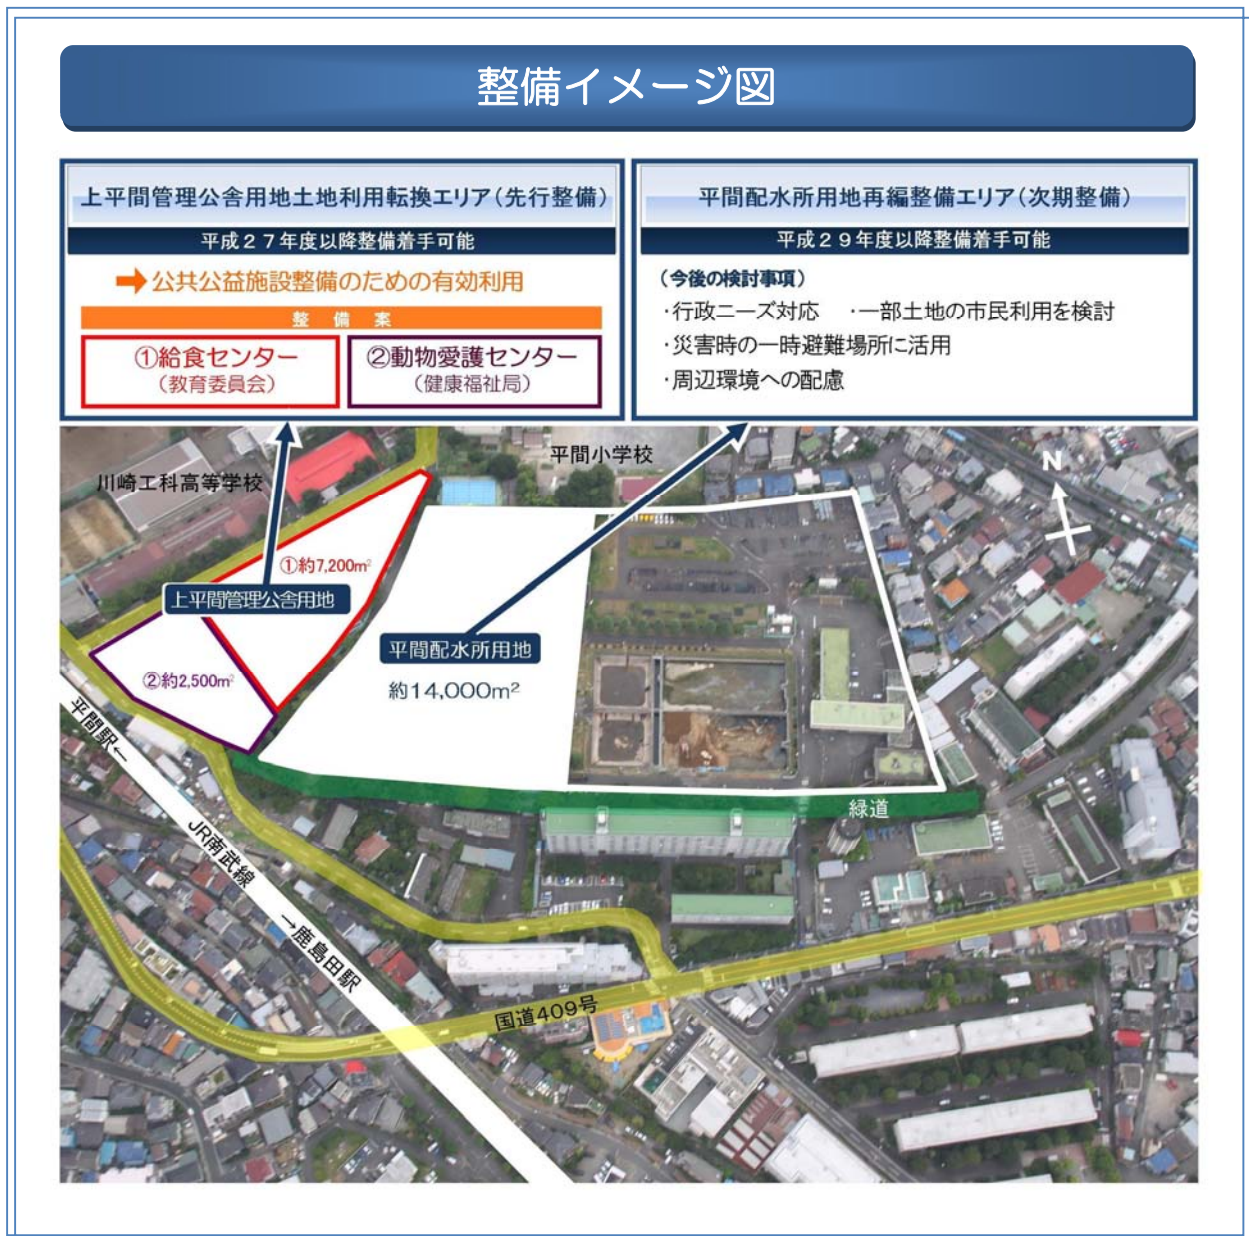 整備イメージ図
上平間管理公舎用地土地利用転換エリア（先行整備）
平成２７年度以降整備着手可能
➡公共公益施設整備のための有効利用
整備案
①給食センター
（教育委員会）
②動物愛護センター
（健康福祉局）
平間配水所用地再編整備エリア（次期整備）
平成２９年度以降整備着手可能
（今後の検討事項）
・行政ニーズ対応　・一部土地の市民利用を検討
・災害時の一時避難場所に活用
・周辺環境への配慮
川崎工科高等学校
平間小学校
N
①約7,200㎡
上平間管理公舎用地
②約2,500㎡
平間配水所用地
約14,000m²
平間駅←
JR南武線
→鹿島田駅
緑道
国道409号